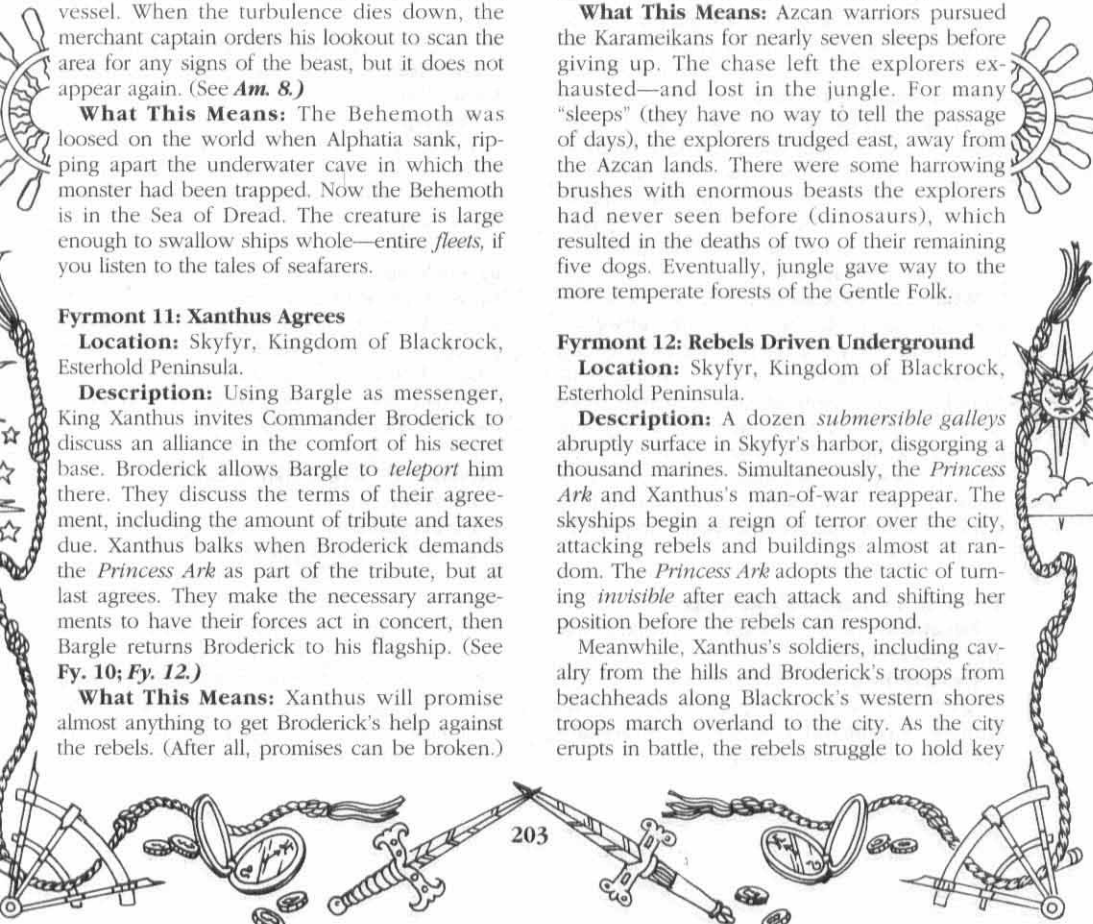 vessel. When the turbulence dies down, the
merchant captain orders his lookout to scan the
area for any signs of the beast, but it does not
appear again. (See Am. 8.)
What This Means: The Behemoth was
loosed on the world when Alphatia sank, rip-
ping apart the underwater cave in which the
monster had been trapped. Now the Behemoth
is in the Sea of Dread. The creature is large
enough to swallow ships whole—entire fleets, if
you listen to the tales of seafarers.
Fyrmont 11: Xanthus Agrees
Location: Skyfyr, Kingdom of Blackrock,
Esterhold Peninsula.
Description: Using Bargle as messenger,
King Xanthus invites Commander Broderick to
discuss an alliance in the comfort of his secret
base. Broderick allows Bargle to teleport him
there. They discuss the terms of their agree-
ment, including the amount of tribute and taxes
due. Xanthus balks when Broderick demands
the Princess Ark as part of the tribute, but at
last agrees. They make the necessary arrange-
ments to have their forces act in concert, then
Bargle returns Broderick to his flagship. (See
Fy. 10; Fy. 12.)
What This Means: Xanthus will promise
almost anything to get Broderick's help against
the rebels. (After all, promises can be broken.)
What This Means: Azcan warriors pursued
the Karameikans for nearly seven sleeps before
giving up. The chase left the explorers ex-
hausted—and lost in the jungle. For many
"sleeps" (they have no way to tell the passage
of days), the explorers trudged east, away from
the Azcan lands. There were some harrowing
brushes with enormous beasts the explorers
had never seen before (dinosaurs), which
resulted in the deaths of two of their remaining
five dogs. Eventually, jungle gave way to the
more temperate forests of the Gentle Folk.
Fyrmont 12: Rebels Driven Underground
Location: Skyfyr, Kingdom of Blackrock,
Esterhold Peninsula.
Description: A dozen submersible galleys
abruptly surface in Skyfyr's harbor, disgorging a
thousand marines. Simultaneously, the Princess
Ark and Xanthus's man-of-war reappear. The
skyships begin a reign of terror over the city,
attacking rebels and buildings almost at ran-
dom. The Princess Ark adopts the tactic of turn-
ing invisible after each attack and shifting her
position before the rebels can respond.
Meanwhile, Xanthus's soldiers, including cav-
alry from the hills and Broderick's troops from
beachheads along Blackrock's western shores
troops march overland to the city. As the city
erupts in battle, the rebels struggle to hold key
203